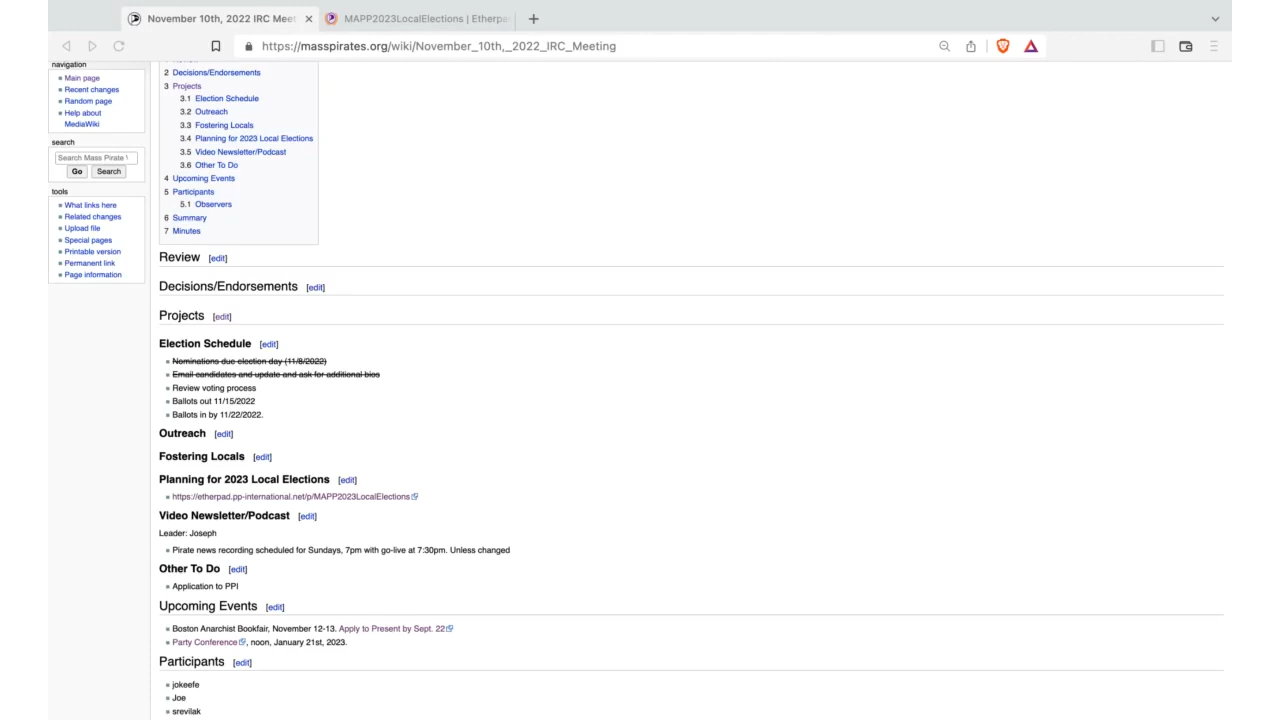 November 10th, 2022 IRC Meet
MAPP2023LocalElections | Etherpa
https://masspirates.org/wiki/November_10th,_2022_IRC_Meeting
navigation
Main page
Recent changes
Random page
Help about
MediaWiki
search
Search Mass Pirate
Go Search
tools
What links here
Related changes
Upload file
Special pages
Printable version
Permanent link
Page information
2 Decisions/Endorsements
3 Projects
3.1 Election Schedule
3.2 Outreach
3.3 Fostering Locals
3.4 Planning for 2023 Local Elections
3.5 Video Newsletter/Podcast
3.6 Other To Do
4 Upcoming Events
5 Participants
5.1 Observers
6 Summary
7 Minutes
Review [edit]
Decisions/Endorsements [edit]
Projects [edit]
Election Schedule [edit]
Nominations due election day (11/8/2022)
Email candidates and update and ask for additional bios
Review voting process
Ballots out 11/15/2022
Ballots in by 11/22/2022.
Outreach [edit]
Fostering Locals [edit]
Planning for 2023 Local Elections [edit]
https://etherpad.pp-international.net/p/MAPP2023LocalElections
Video Newsletter/Podcast [edit]
Leader: Joseph
Pirate news recording scheduled for Sundays, 7pm with go-live at 7:30pm. Unless changed
Other To Do [edit]
Application to PPI
Upcoming Events [edit]
Boston Anarchist Bookfair, November 12-13. Apply to Present by Sept. 22
Party Conference, noon, January 21st, 2023.
Participants [edit]
jokeefe
Joe
srevilak